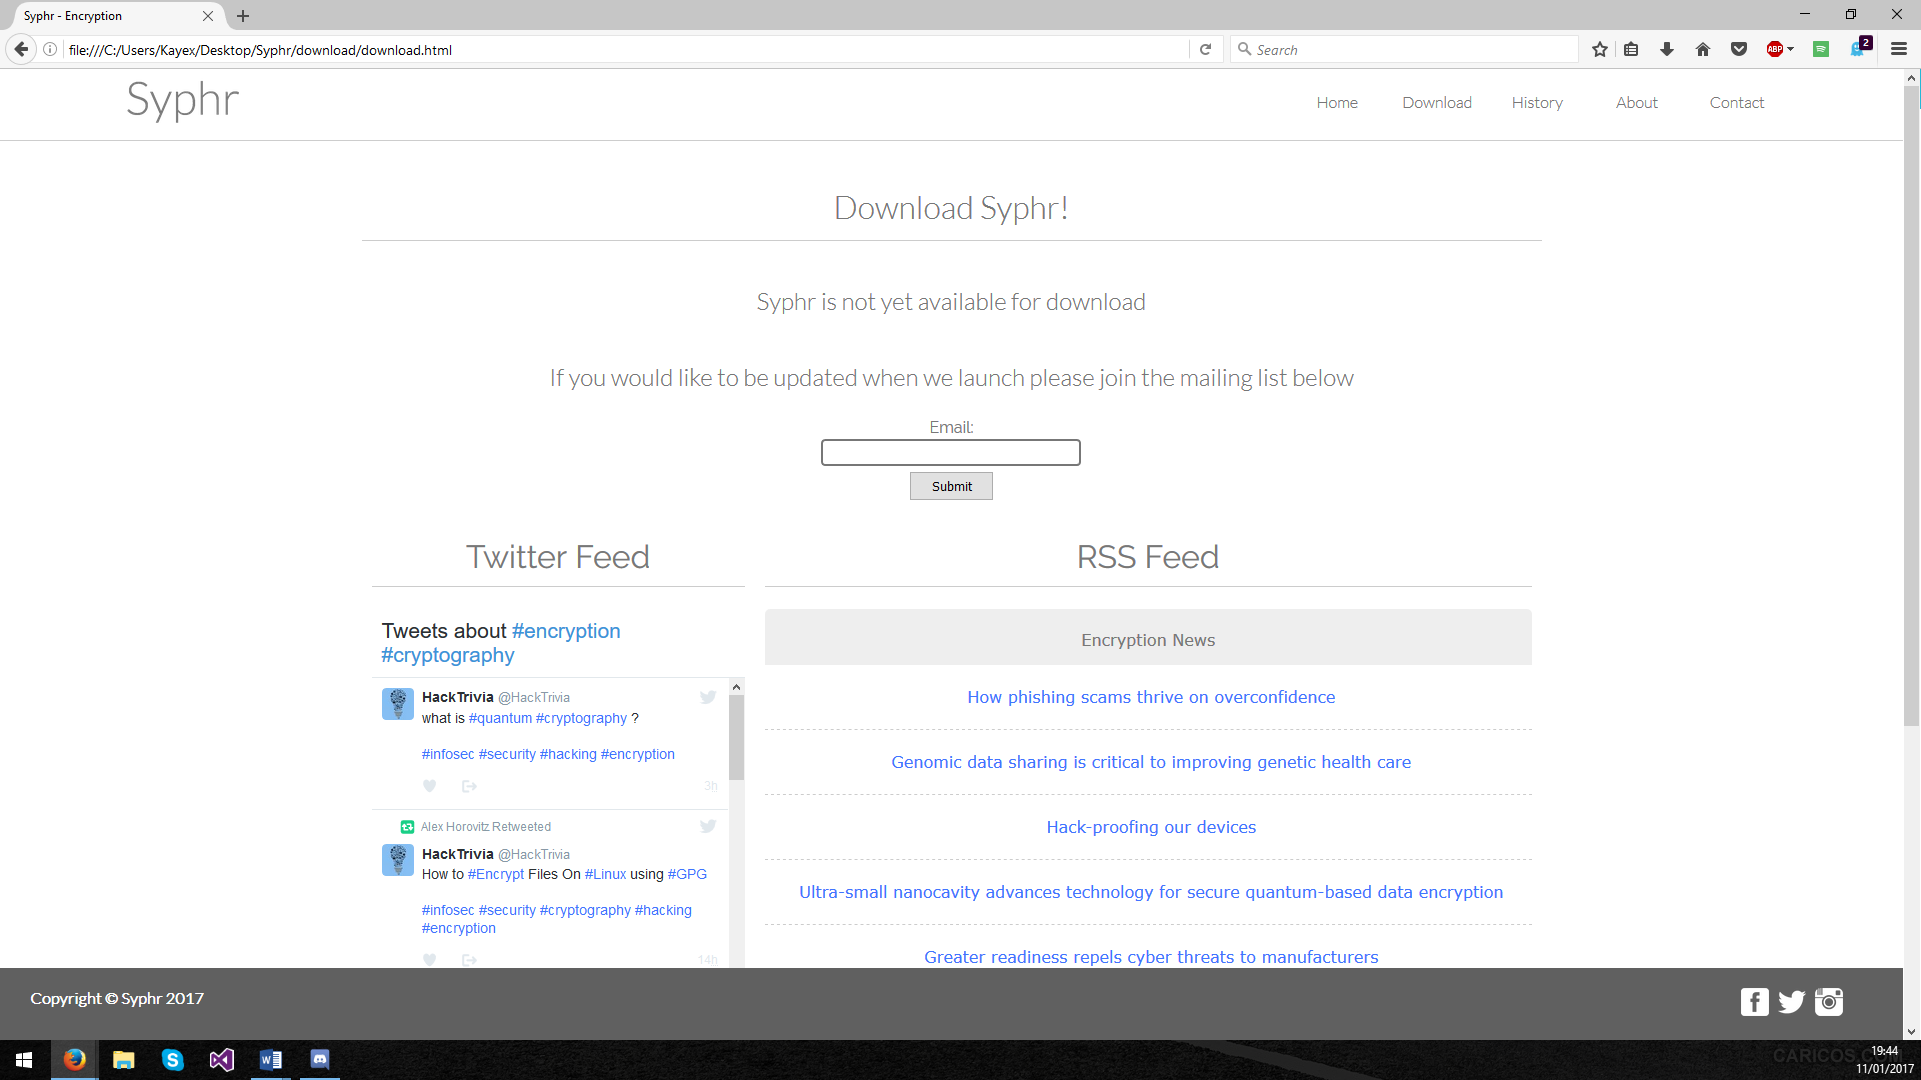 Syphr - Encryption
file:///C:/Users/Kayex/Desktop/Syphr/download/download.html
Search
ABP
2
Syphr
Home Download History About Contact
Download Syphr!
Syphr is not yet available for download
If you would like to be updated when we launch please join the mailing list below
Email:
Submit
Twitter Feed
Tweets about #encryption
#cryptography
HackTrivia @HackTrivia
what is #quantum #cryptography ?
#infosec #security #hacking #encryption
3h
Alex Horovitz Retweeted
HackTrivia @HackTrivia
How to #Encrypt Files On #Linux using #GPG
#infosec #security #cryptography #hacking
#encryption
14h
RSS Feed
Encryption News
How phishing scams thrive on overconfidence
Genomic data sharing is critical to improving genetic health care
Hack-proofing our devices
Ultra-small nanocavity advances technology for secure quantum-based data encryption
Greater readiness repels cyber threats to manufacturers
Copyright © Syphr 2017
CARICOS.COM
19:44
11/01/2017